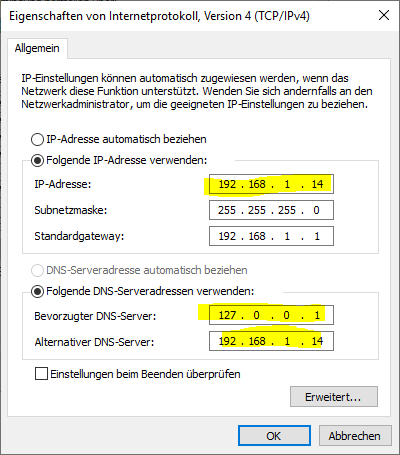 Eigenschaften von Internetprotokoll, Version 4 (TCP/IPv4)
Allgemein
IP-Einstellungen können automatisch zugewiesen werden, wenn das
Netzwerk diese Funktion unterstützt. Wenden Sie sich andernfalls an den
Netzwerkadministrator, um die geeigneten IP-Einstellungen zu beziehen.
IP-Adresse automatisch beziehen
Folgende IP-Adresse verwenden:
IP-Adresse: 192 . 168 . 1 . 14
Subnetzmaske: 255 . 255 . 255 . 0
Standardgateway: 192 . 168 . 1 . 1
DNS-Serveradresse automatisch beziehen
Folgende DNS-Serveradressen verwenden:
Bevorzugter DNS-Server: 127 . 0 . 0 . 1
Alternativer DNS-Server: 192 . 168 . 1 . 14
Einstellungen beim Beenden überprüfen
Erweitert...
OK Abbrechen